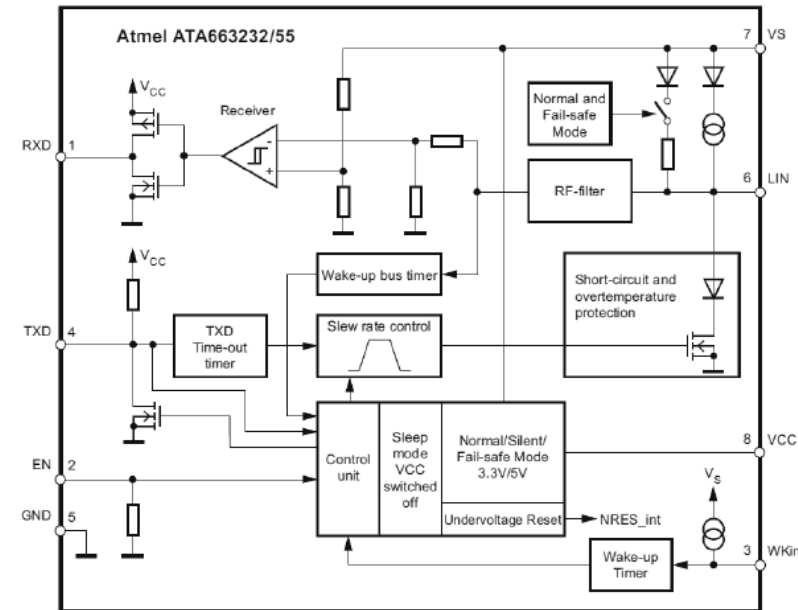 Atmel ATA663232/55
7 VS
VCC
Receiver
Normal and
Fail-safe
Mode
RXD 1
-
+
6 LIN
RF-filter
VCC
Wake-up bus timer
Short-circuit and
overtemperature
protection
TXD 4
TXD
Time-out
timer
Slew rate control
Control
unit
Sleep
mode
VCC
switched
off
Normal/Silent/
Fail-safe Mode
3.3V/5V
8 VCC
EN 2
VS
GND 5
Undervoltage Reset
NRES_int
Wake-up
Timer
3 WKin